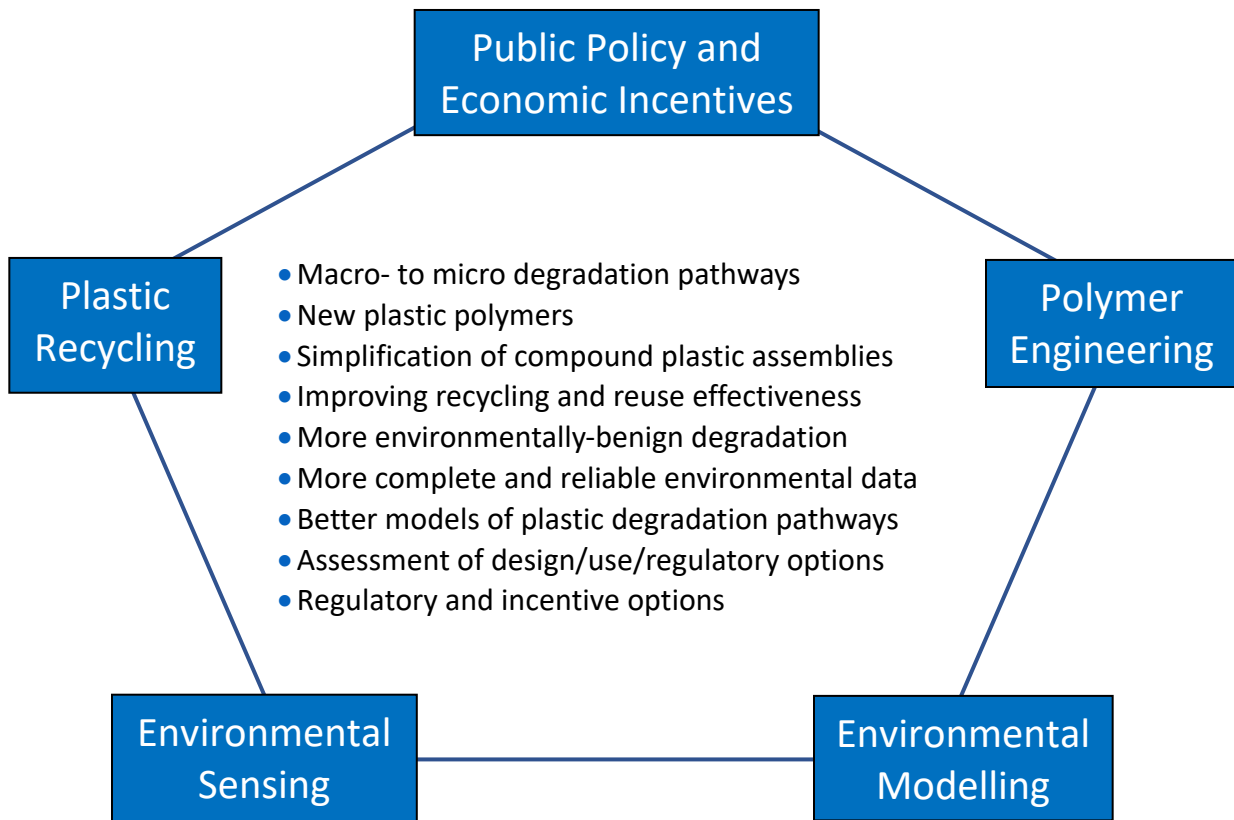 Public Policy and
Economic Incentives
Plastic
Recycling
• Macro- to micro degradation pathways
• New plastic polymers
• Simplification of compound plastic assemblies
• Improving recycling and reuse effectiveness
• More environmentally-benign degradation
• More complete and reliable environmental data
• Better models of plastic degradation pathways
• Assessment of design/use/regulatory options
• Regulatory and incentive options
Polymer
Engineering
Environmental
Sensing
Environmental
Modelling